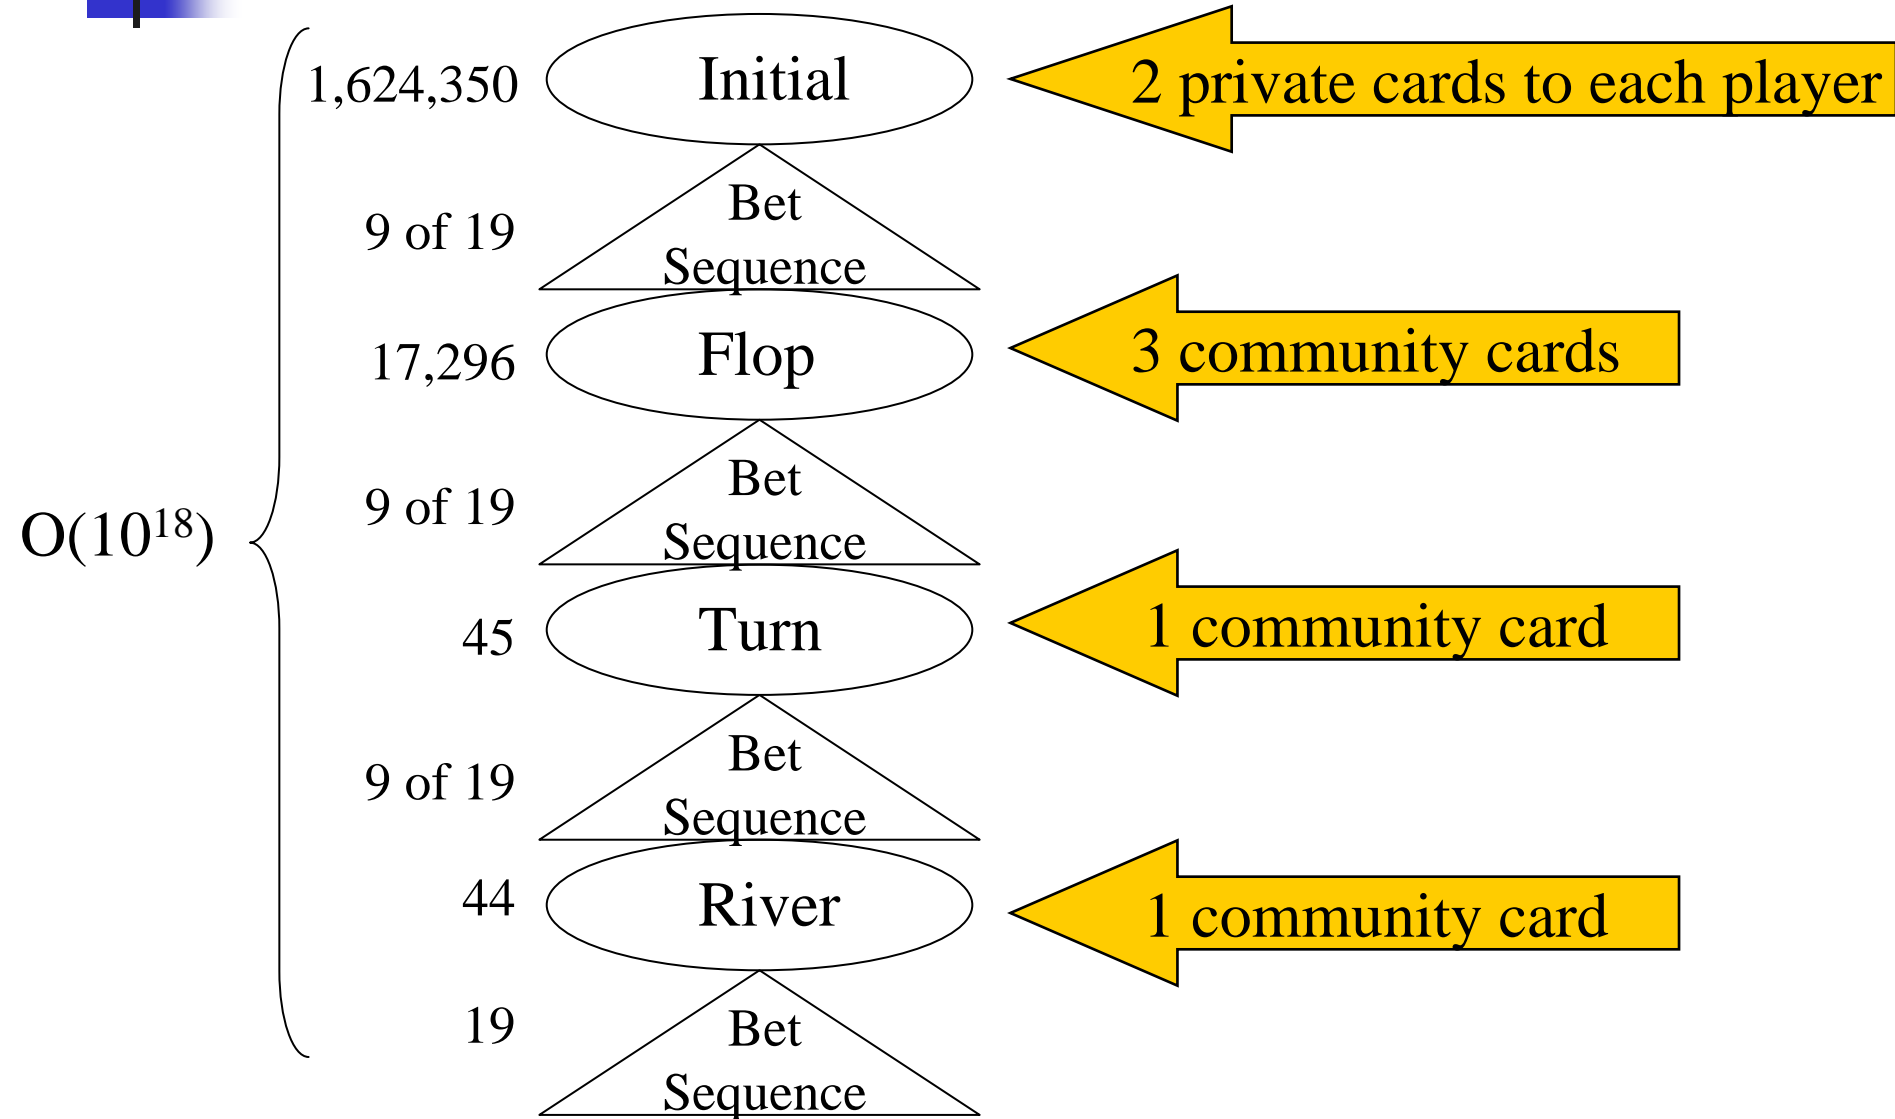 1,624,350 Initial 2 private cards to each player
Bet
9 of 19
Sequence
17,296 Flop 3 community cards
Bet
9 of 19
Sequence
O(10¹⁸)
45 Turn 1 community card
Bet
9 of 19
Sequence
44 River 1 community card
19 Bet
Sequence